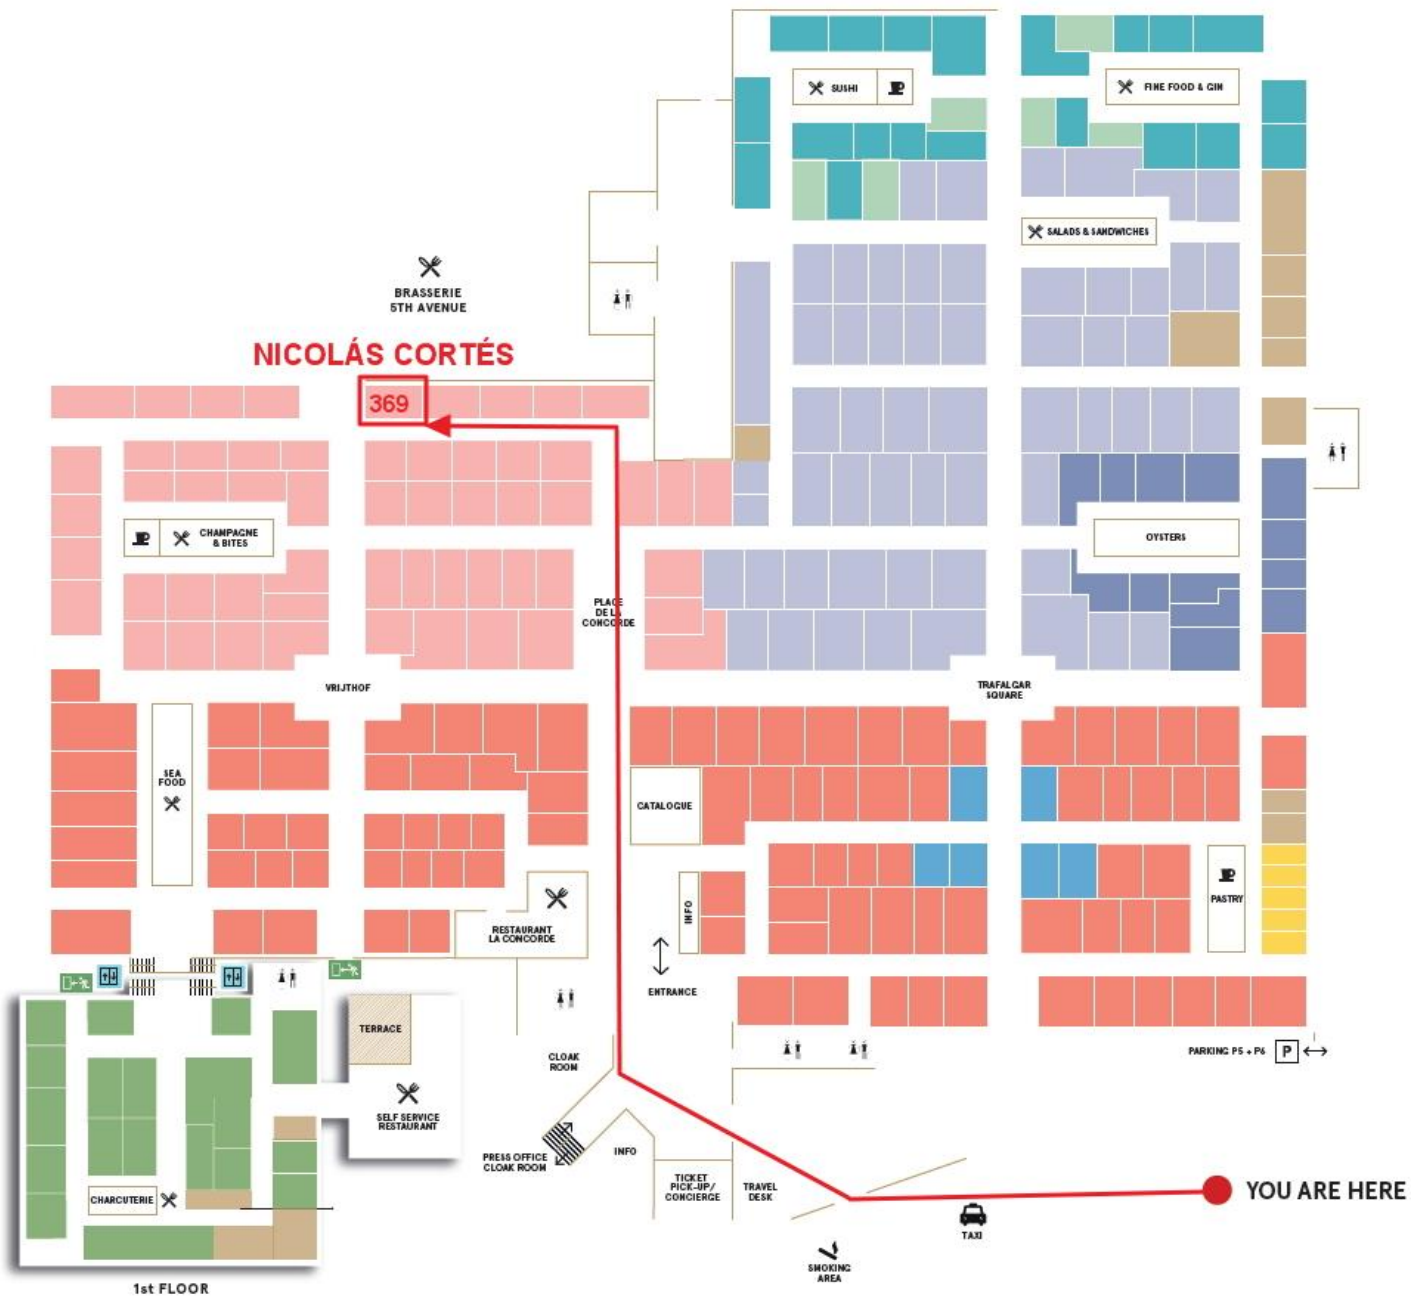 SUSHI
FINE FOOD & GIN
SALADS & SANDWICHES
BRASSERIE
5TH AVENUE
NICOLÁS CORTÉS
369
CHAMPAGNE
& BITES
OYSTERS
PLACE
DE LA
CONCORDE
VRIJTHOF
TRAFALGAR
SQUARE
SEA
FOOD
CATALOGUE
INFO
PASTRY
RESTAURANT
LA CONCORDE
ENTRANCE
TERRACE
PARKING P5 + P6
P
CLOAK
ROOM
SELF SERVICE
RESTAURANT
PRESS OFFICE
CLOAK ROOM
INFO
TICKET
PICK-UP/
CONCIERGE
TRAVEL
DESK
YOU ARE HERE
CHARCUTERIE
TAXI
SMOKING
AREA
1st FLOOR